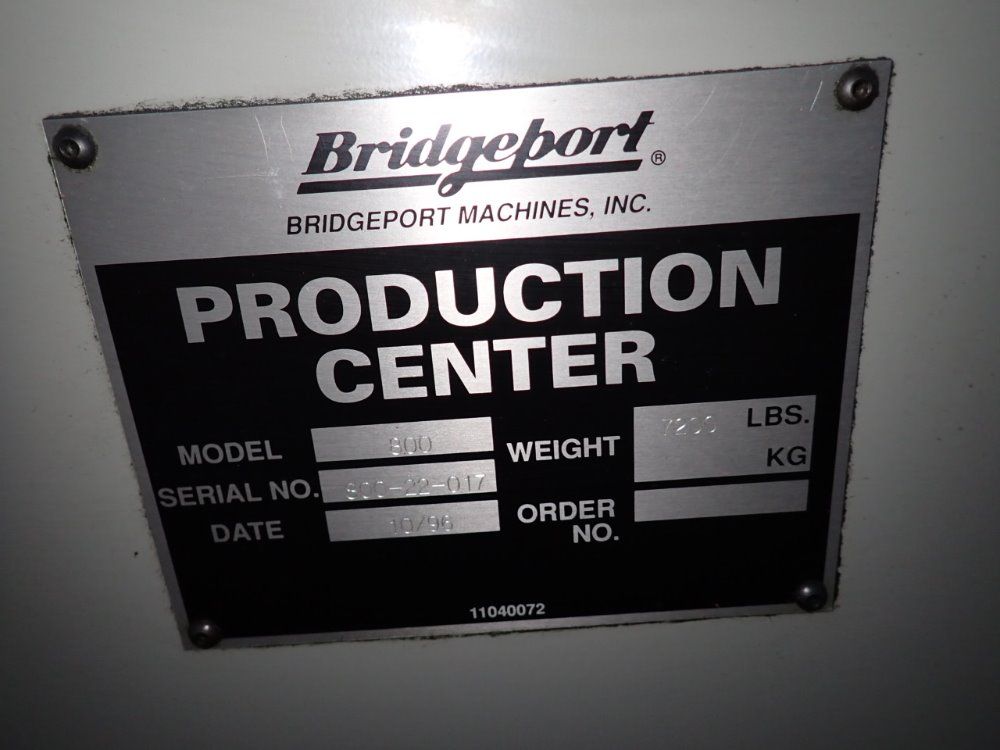 Bridgeport ®
BRIDGEPORT MACHINES, INC.
PRODUCTION
CENTER
MODEL 800
SERIAL NO. 800-22-017
DATE 10/96
WEIGHT 7200 LBS.
KG
ORDER
NO.
11040072